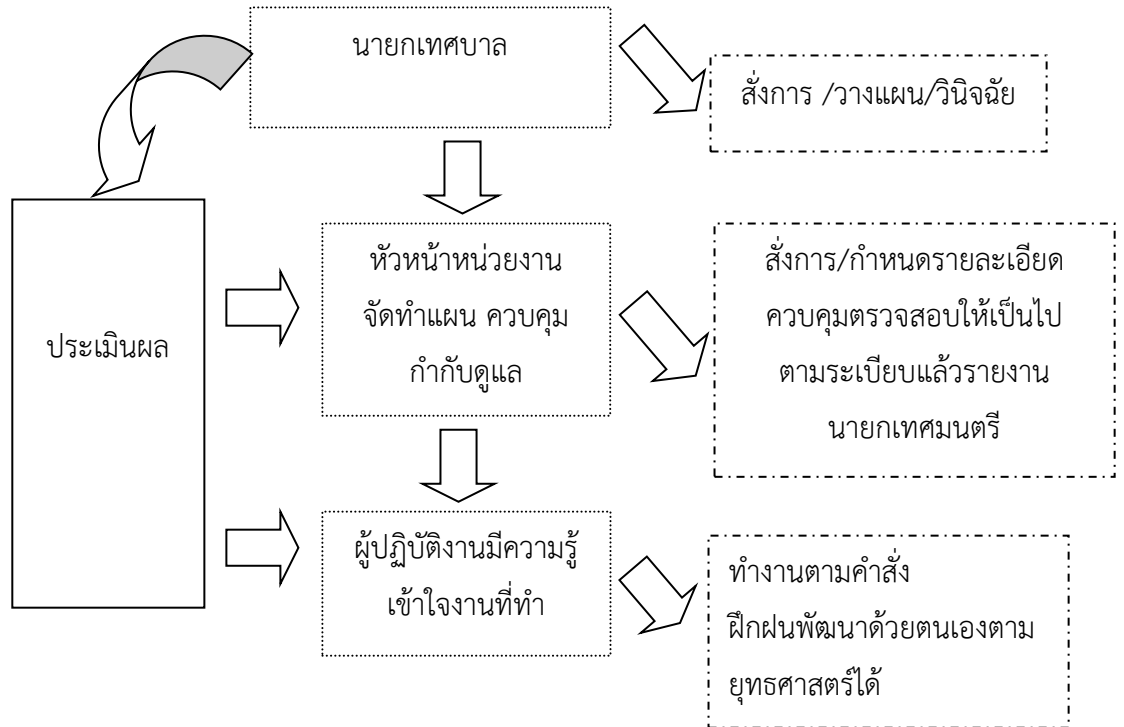 นายกเทศบาล
สั่งการ /วางแผน/วินิจฉัย
ประเมินผล
หัวหน้าหน่วยงาน
จัดทำแผน ควบคุม
กำกับดูแล
สั่งการ/กำหนดรายละเอียด
ควบคุมตรวจสอบให้เป็นไป
ตามระเบียบแล้วรายงาน
นายกเทศมนตรี
ผู้ปฏิบัติงานมีความรู้
เข้าใจงานที่ทำ
ทำงานตามคำสั่ง
ฝึกฝนพัฒนาด้วยตนเองตาม
ยุทธศาสตร์ได้